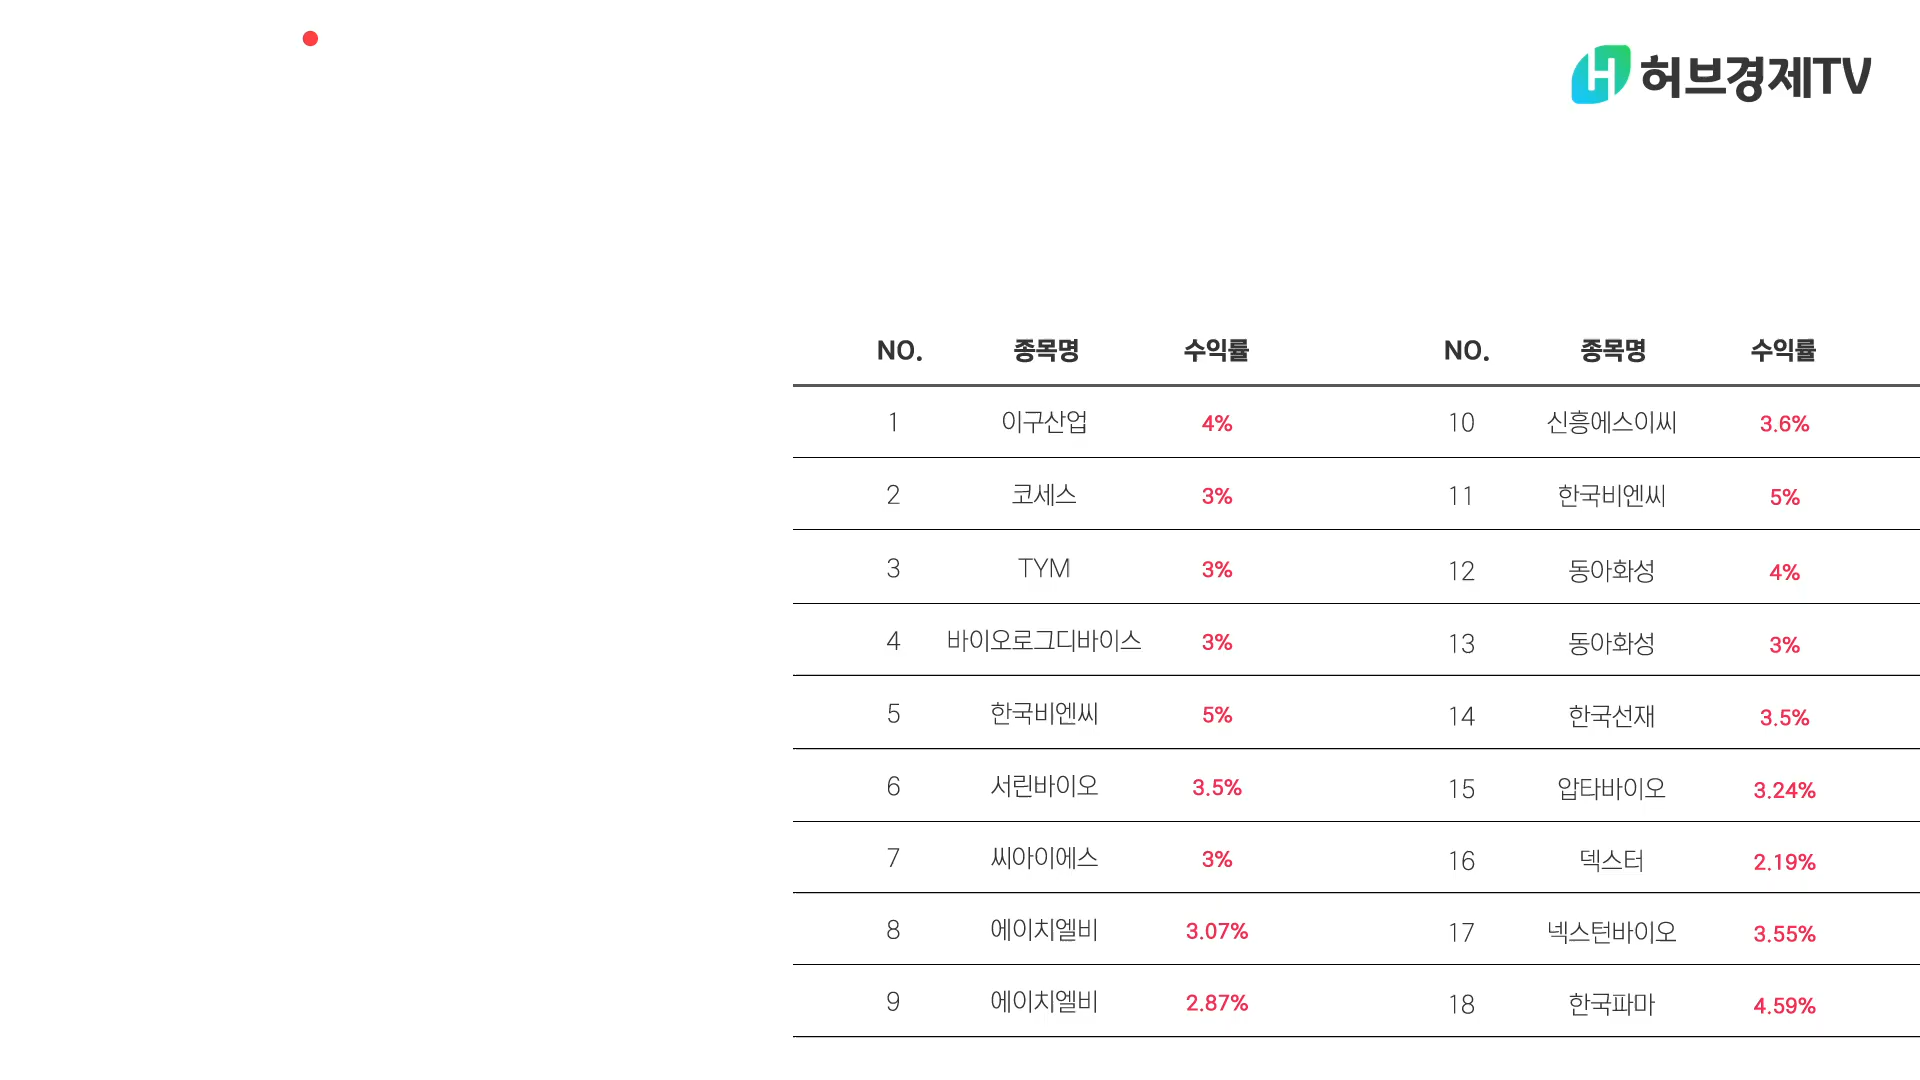 허브경제TV
NO. 종목명 수익률 NO. 종목명 수익률
1 이구산업 4% 10 신흥에스이씨 3.6%
2 코세스 3% 11 한국비엔씨 5%
3 TYM 3% 12 동아화성 4%
4 바이오로그디바이스 3% 13 동아화성 3%
5 한국비엔씨 5% 14 한국선재 3.5%
6 서린바이오 3.5% 15 압타바이오 3.24%
7 씨아이에스 3% 16 덱스터 2.19%
8 에이치엘비 3.07% 17 넥스턴바이오 3.55%
9 에이치엘비 2.87% 18 한국파마 4.59%